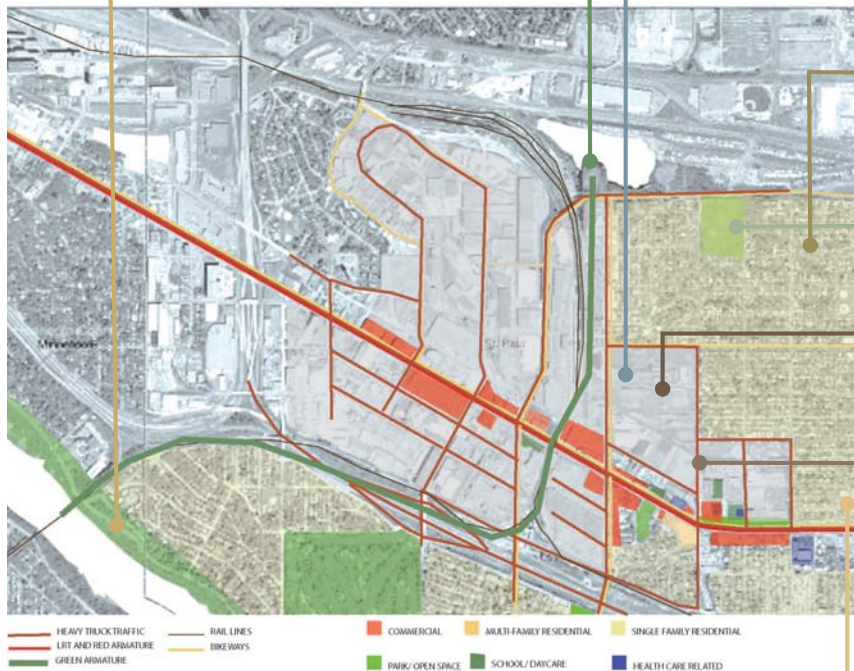 Minneapolis
St. Paul
HEAVY TRUCK TRAFFIC
RAIL LINES
COMMERCIAL
MULTI-FAMILY RESIDENTIAL
SINGLE FAMILY RESIDENTIAL
LRT AND RED ARMATURE
BIKEWAYS
GREEN ARMATURE
PARK/ OPEN SPACE
SCHOOL/ DAYCARE
HEALTH CARE RELATED